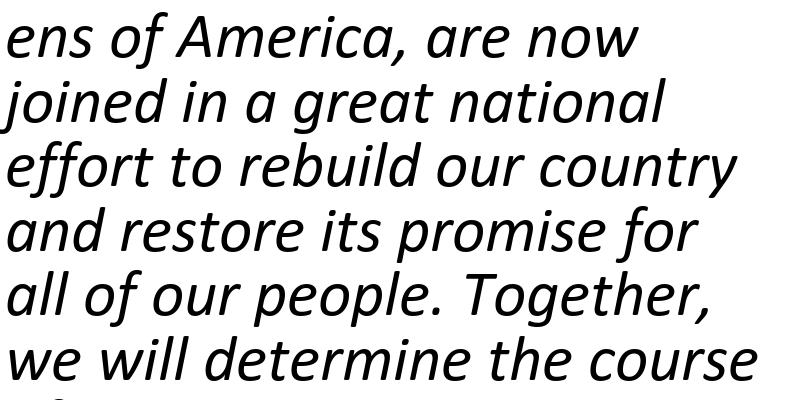 ens of America, are now
joined in a great national
effort to rebuild our country
and restore its promise for
all of our people. Together,
we will determine the course